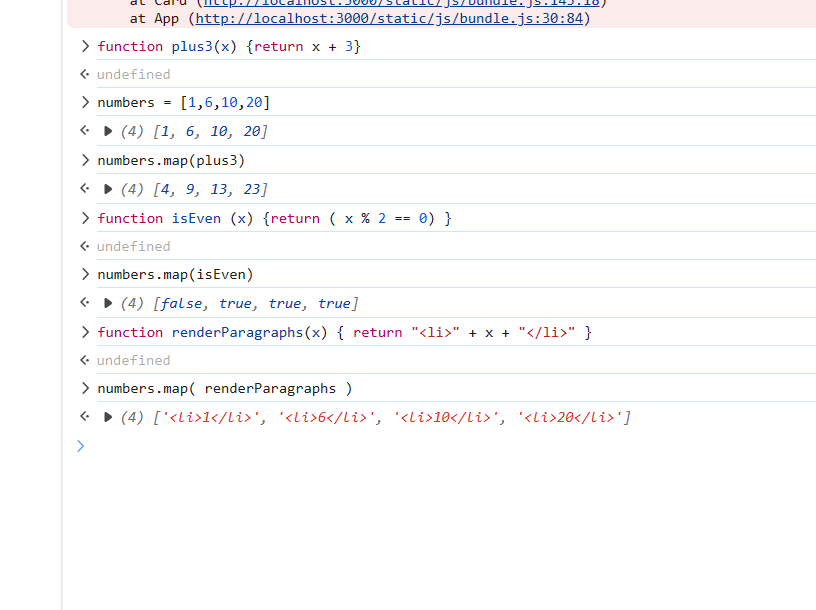 at Card (http://localhost:3000/static/js/bundle.js:145:18)
at App (http://localhost:3000/static/js/bundle.js:30:84)
function plus3(x) {return x + 3}
undefined
numbers = [1,6,10,20]
(4) [1, 6, 10, 20]
numbers.map(plus3)
(4) [4, 9, 13, 23]
function isEven (x) {return ( x % 2 == 0) }
undefined
numbers.map(isEven)
(4) [false, true, true, true]
function renderParagraphs(x) { return "<li>" + x + "</li>" }
undefined
numbers.map( renderParagraphs )
(4) ['<li>1</li>', '<li>6</li>', '<li>10</li>', '<li>20</li>']